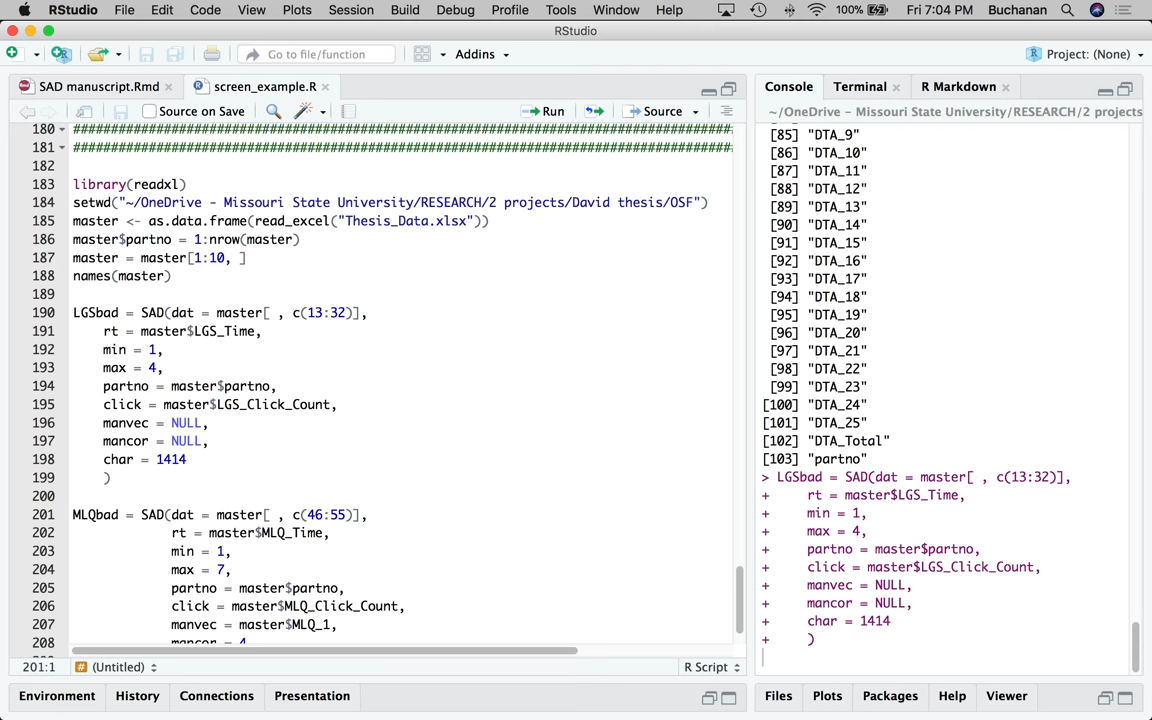 RStudio File Edit Code View Plots Session Build Debug Profile Tools Window Help 100% Fri 7:04 PM Buchanan
RStudio
Go to file/function Addins Project: (None)
SAD manuscript.Rmd screen_example.R
Source on Save Run Source
180 ################################################################################
181 ################################################################################
182
183 library(readxl)
184 setwd("~/OneDrive - Missouri State University/RESEARCH/2 projects/David thesis/OSF")
185 master <- as.data.frame(read_excel("Thesis_Data.xlsx"))
186 master$partno = 1:nrow(master)
187 master = master[1:10, ]
188 names(master)
189
190 LGSbad = SAD(dat = master[ , c(13:32)],
191 rt = master$LGS_Time,
192 min = 1,
193 max = 4,
194 partno = master$partno,
195 click = master$LGS_Click_Count,
196 manvec = NULL,
197 mancor = NULL,
198 char = 1414
199 )
200
201 MLQbad = SAD(dat = master[ , c(46:55)],
202 rt = master$MLQ_Time,
203 min = 1,
204 max = 7,
205 partno = master$partno,
206 click = master$MLQ_Click_Count,
207 manvec = master$MLQ_1,
208 mancor = 4
201:1 (Untitled) R Script
Environment History Connections Presentation
Console Terminal R Markdown
~/OneDrive - Missouri State University/RESEARCH/2 projects
[85] "DTA_9"
[86] "DTA_10"
[87] "DTA_11"
[88] "DTA_12"
[89] "DTA_13"
[90] "DTA_14"
[91] "DTA_15"
[92] "DTA_16"
[93] "DTA_17"
[94] "DTA_18"
[95] "DTA_19"
[96] "DTA_20"
[97] "DTA_21"
[98] "DTA_22"
[99] "DTA_23"
[100] "DTA_24"
[101] "DTA_25"
[102] "DTA_Total"
[103] "partno"
> LGSbad = SAD(dat = master[ , c(13:32)],
+ rt = master$LGS_Time,
+ min = 1,
+ max = 4,
+ partno = master$partno,
+ click = master$LGS_Click_Count,
+ manvec = NULL,
+ mancor = NULL,
+ char = 1414
+ )
Files Plots Packages Help Viewer